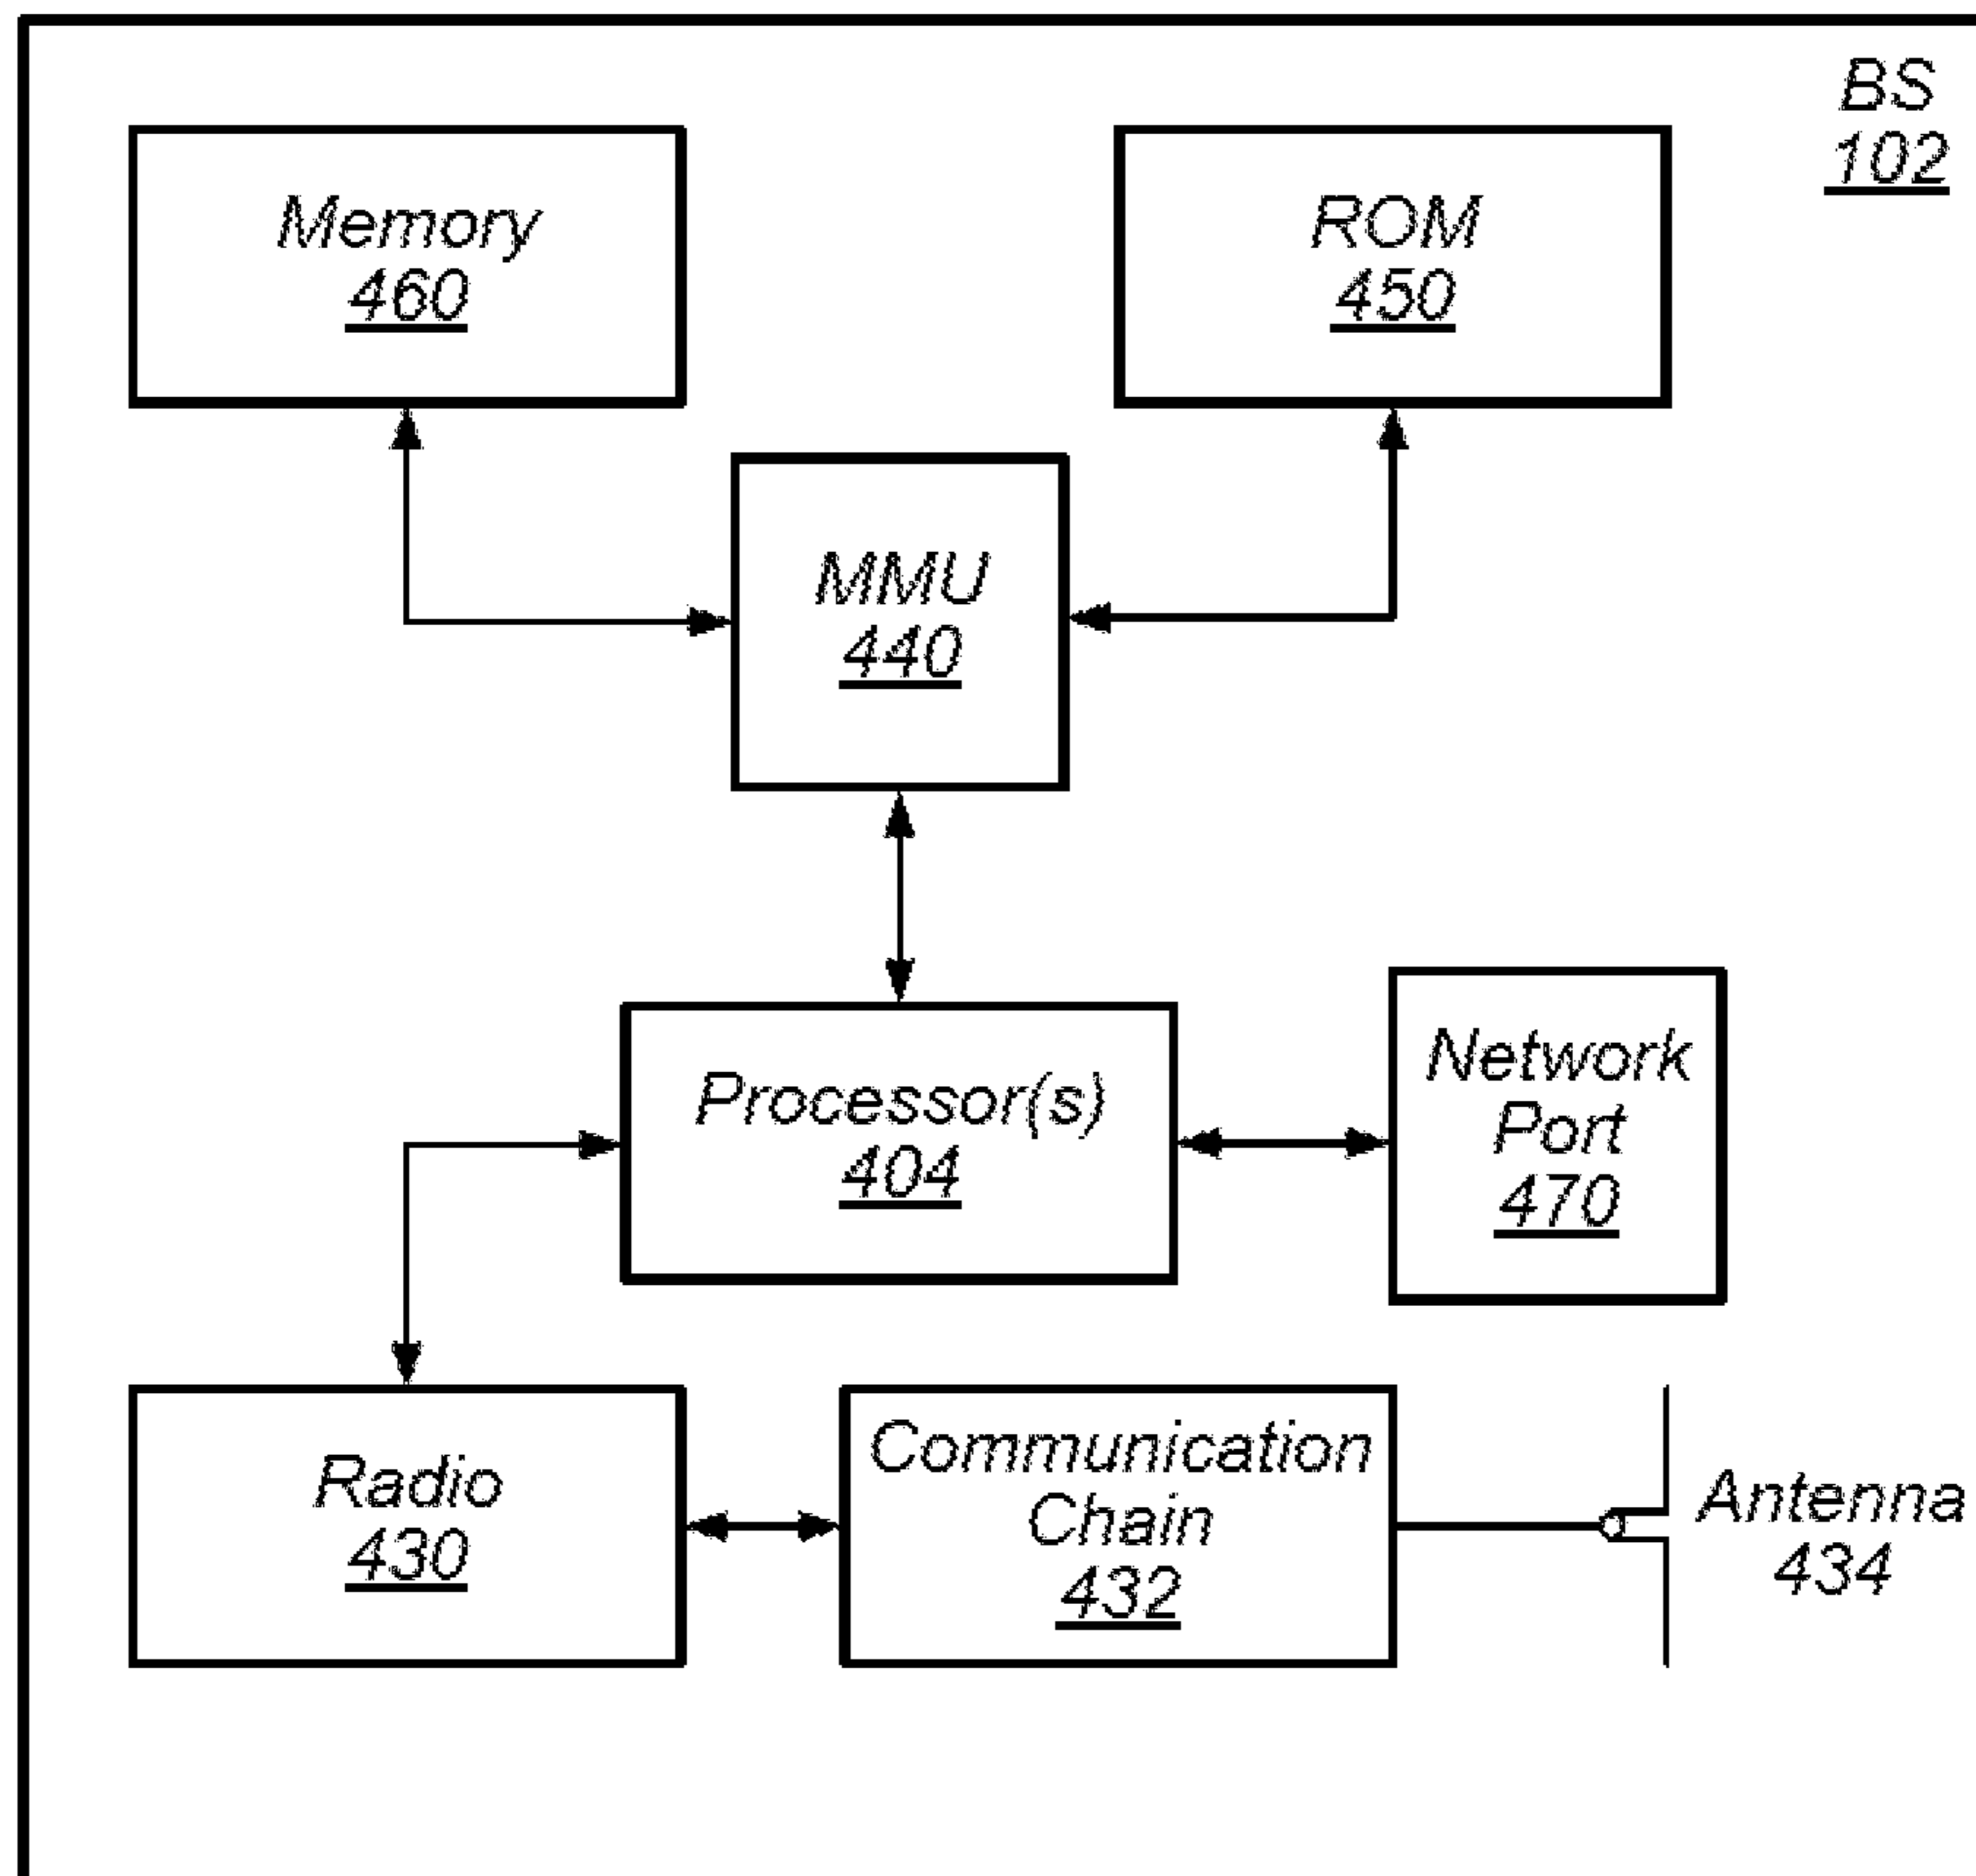 BS
102
Memory
460
ROM
450
MMU
440
Processor(s)
404
Network
Port
470
Radio
430
Communication
Chain
432
Antenna
434